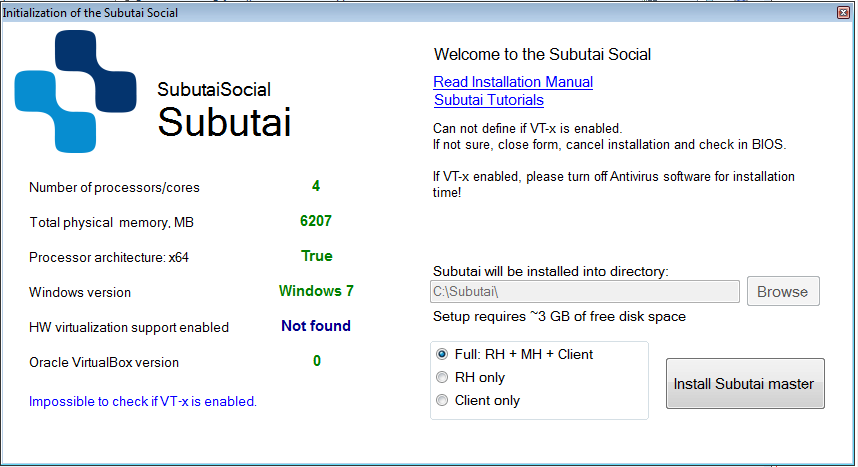 Initialization of the Subutai Social
SubutaiSocial
Subutai
Number of processors/cores 4
Total physical memory, MB 6207
Processor architecture: x64 True
Windows version Windows 7
HW virtualization support enabled Not found
Oracle VirtualBox version 0
Impossible to check if VT-x is enabled.
Welcome to the Subutai Social
Read Installation Manual
Subutai Tutorials
Can not define if VT-x is enabled.
If not sure, close form, cancel installation and check in BIOS.
If VT-x enabled, please turn off Antivirus software for installation
time!
Subutai will be installed into directory:
C:\Subutai\ Browse
Setup requires ~3 GB of free disk space
Full: RH + MH + Client
RH only
Client only
Install Subutai master